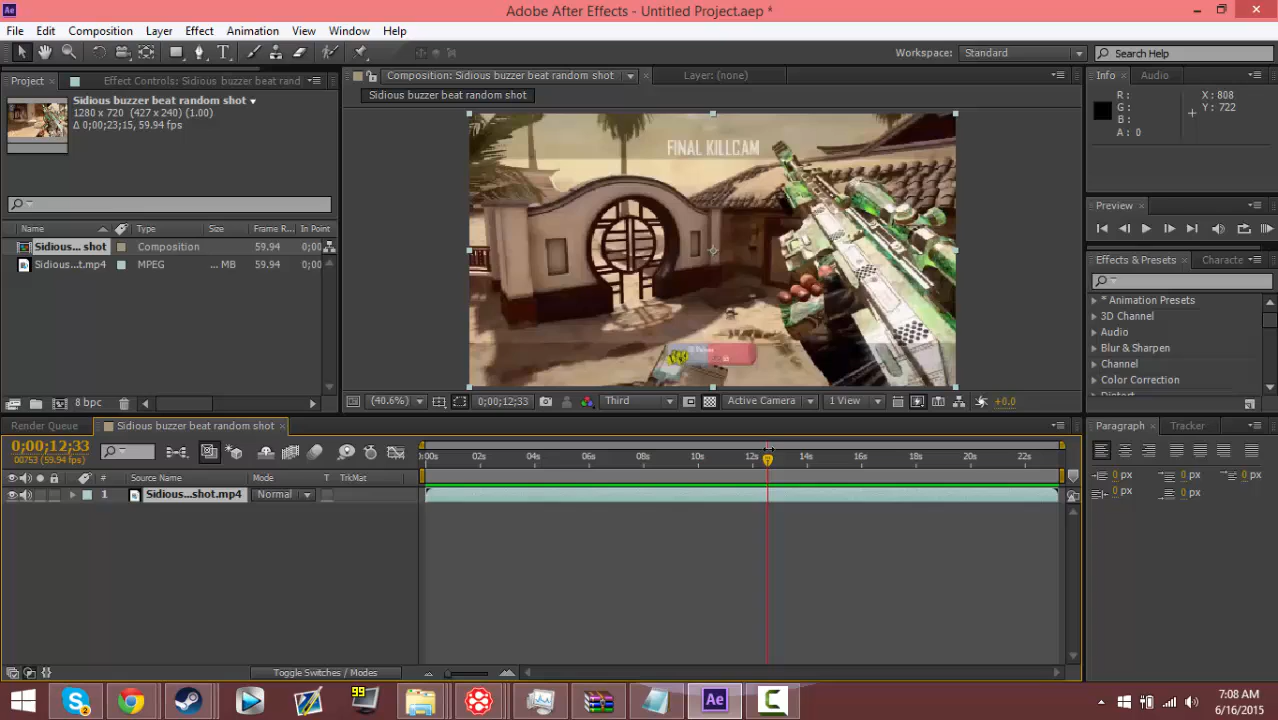 Adobe After Effects - Untitled Project.aep *
File Edit Composition Layer Effect Animation View Window Help
Workspace: Standard
Search Help
Project
Effect Controls: Sidious buzzer beat rand
Composition: Sidious buzzer beat random shot
Layer: (none)
Info Audio
Sidious buzzer beat random shot
1280 x 720 (427 x 240) (1.00)
Δ 0;00;23;15, 59.94 fps
Sidious buzzer beat random shot
R :
G :
B :
A : 0
X : 808
Y : 722
FINAL KILLCAM
Preview
Name Type Size Frame R... In Point
Sidious... shot Composition 59.94 0;00
Sidious...t.mp4 MPEG ... MB 59.94 0;00
Effects & Presets Characte
* Animation Presets
3D Channel
Audio
Blur & Sharpen
Channel
Color Correction
Distort
8 bpc
(40.6%) 0;00;12;33 Third Active Camera 1 View +0.0
Render Queue
Sidious buzzer beat random shot
Paragraph Tracker
0;00;12;33
00753 (59.94 fps)
:00s 02s 04s 06s 08s 10s 12s 14s 16s 18s 20s 22s
# Source Name Mode T TrkMat
1 Sidious...shot.mp4 Normal
0 px 0 px 0 px
0 px 0 px
Toggle Switches / Modes
2
99
Ae
C
7:08 AM
6/16/2015